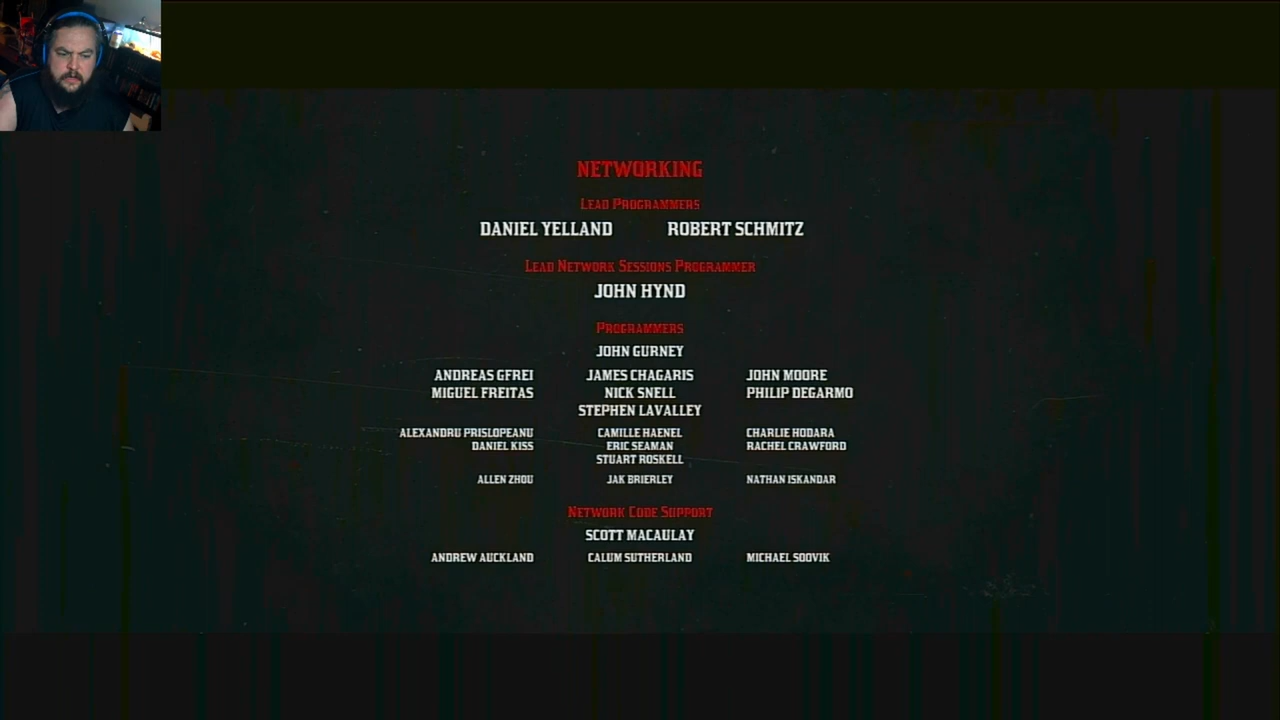 NETWORKING
LEAD PROGRAMMERS
DANIEL YELLAND ROBERT SCHMITZ
LEAD NETWORK SESSIONS PROGRAMMER
JOHN HYND
PROGRAMMERS
JOHN GURNEY
ANDREAS GFREI JAMES CHAGARIS JOHN MOORE
MIGUEL FREITAS NICK SNELL PHILIP DEGARMO
STEPHEN LAVALLEY
ALEXANDRU PRISLOPEANU CAMILLE HAENEL CHARLIE HODARA
DANIEL KISS ERIC SEAMAN RACHEL CRAWFORD
STUART ROSKELL
ALLEN ZHOU JAK BRIERLEY NATHAN ISKANDAR
NETWORK CODE SUPPORT
SCOTT MACAULAY
ANDREW AUCKLAND CALUM SUTHERLAND MICHAEL SOOVIK